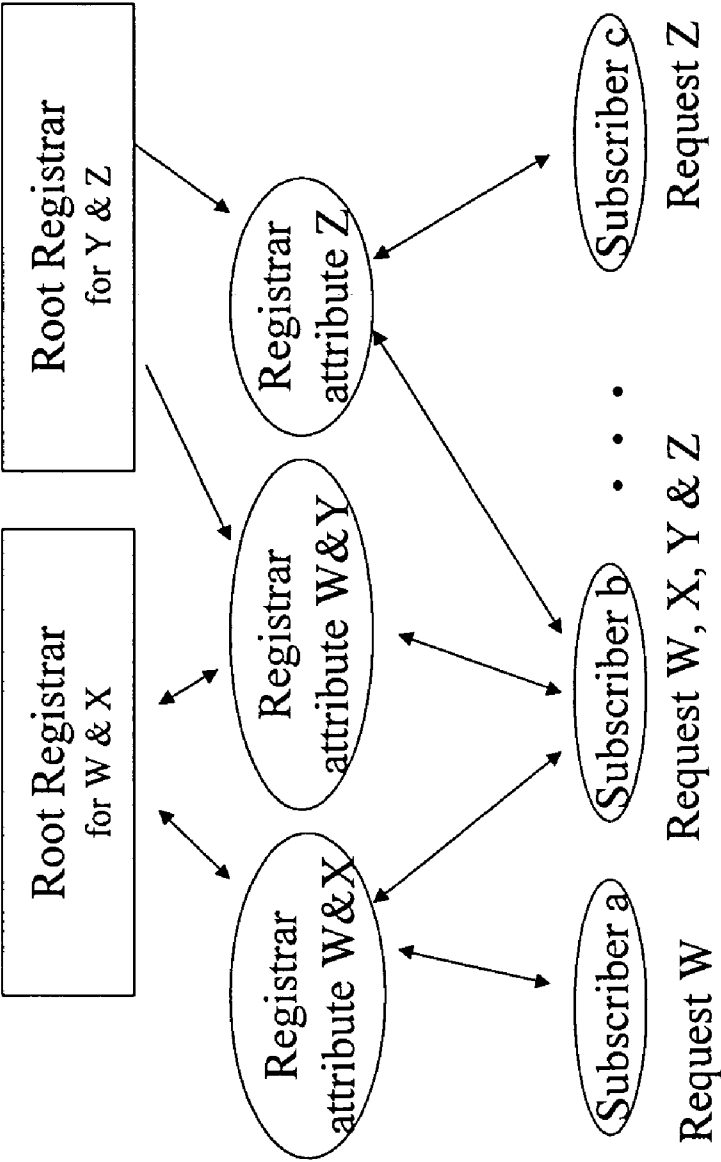 Root Registrar
for W & X
Root Registrar
for Y & Z
Registrar
attribute W&X
Registrar
attribute W&Y
Registrar
attribute Z
Subscriber a
Subscriber b
Subscriber c
Request W
Request W, X, Y & Z
Request Z